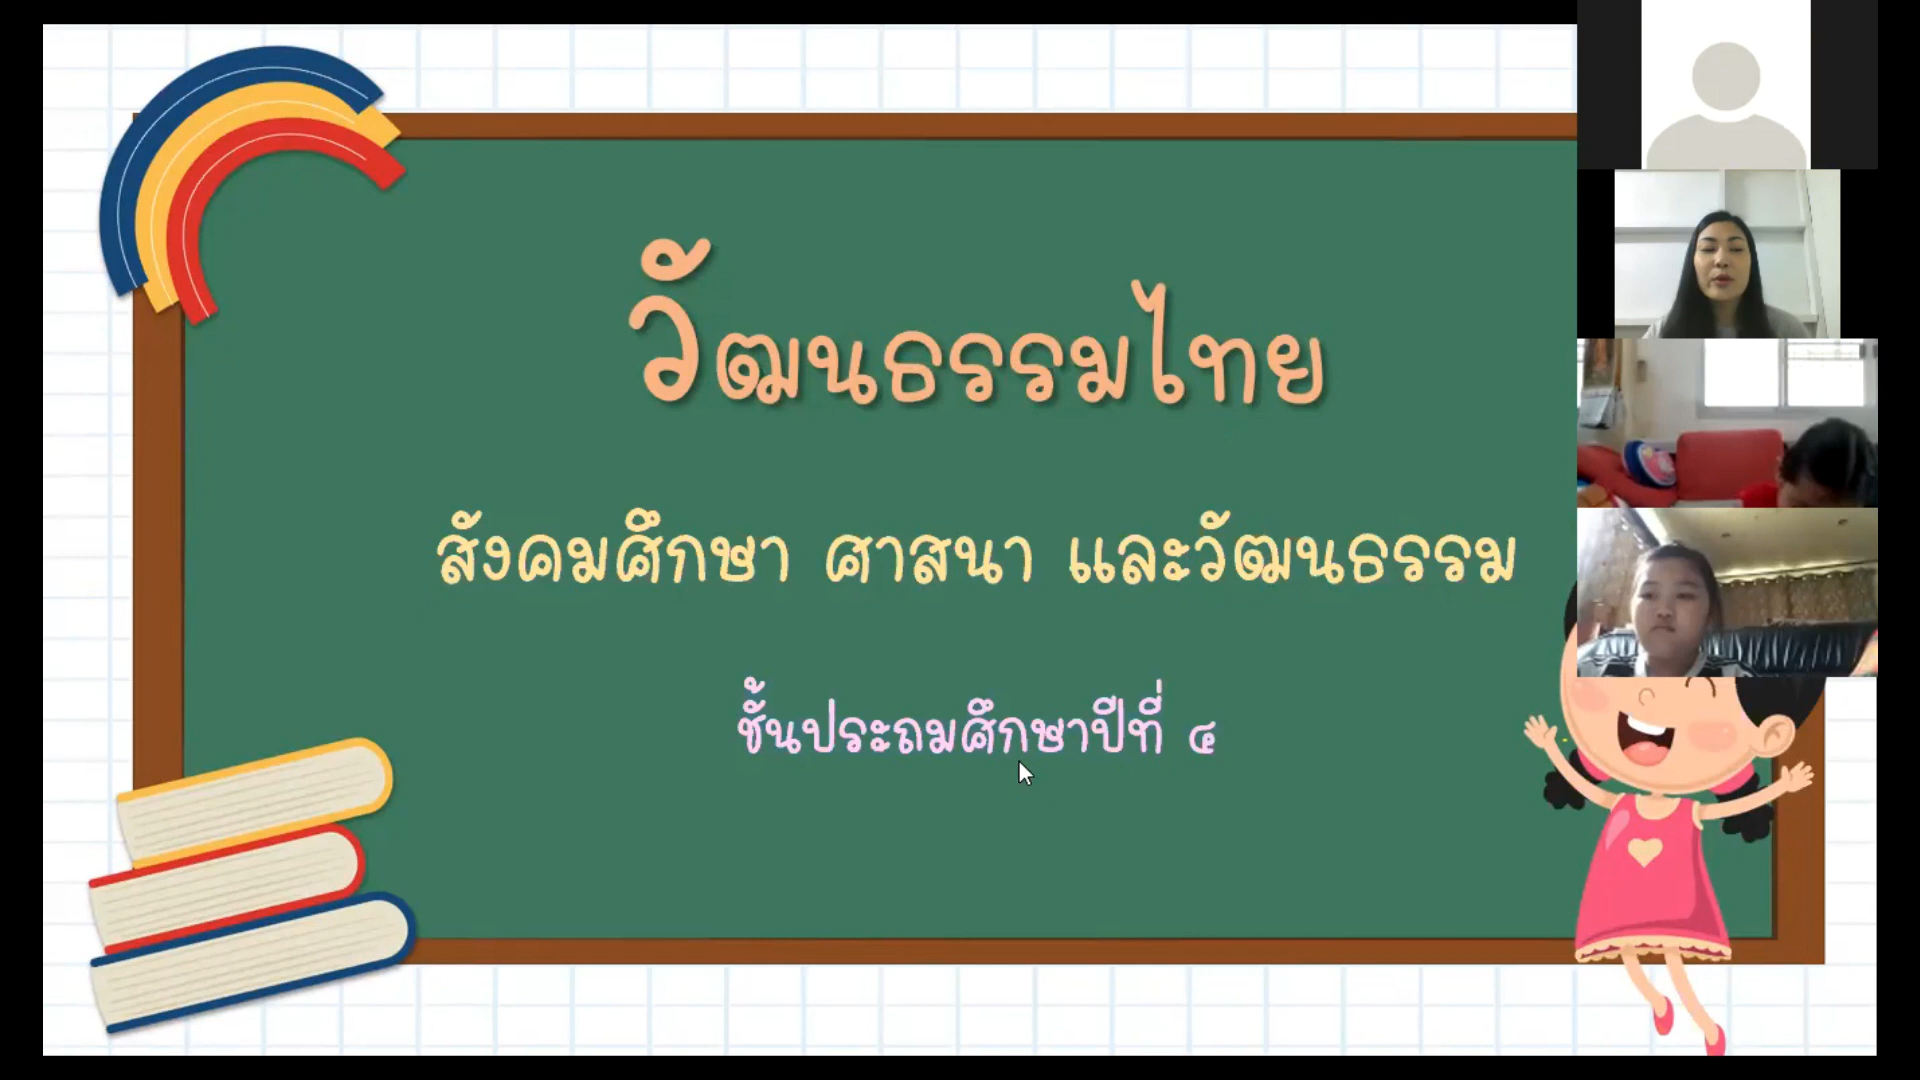 วัฒนธรรมไทย
สังคมศึกษา ศาสนา และวัฒนธรรม
ชั้นประถมศึกษาปีที่ ๔